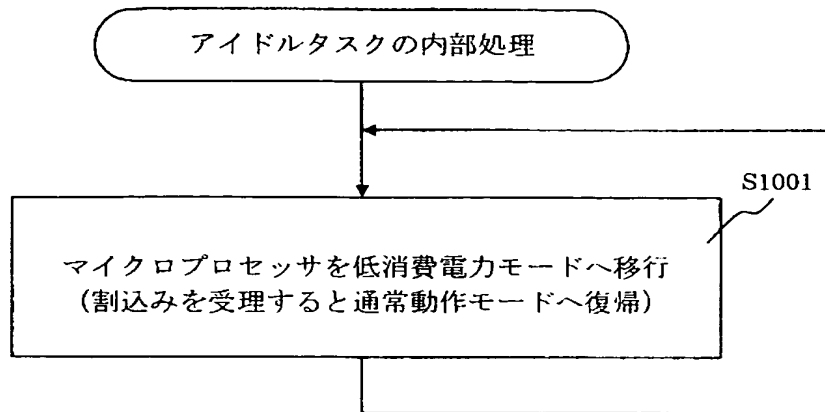 アイドルタスクの内部処理
S1001
マイクロプロセッサを低消費電力モードへ移行
(割込みを受理すると通常動作モードへ復帰)